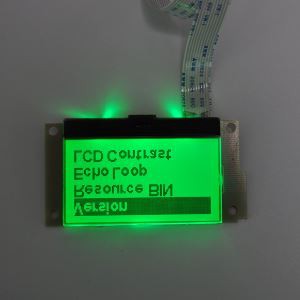 Version
Resource BIN
Echo Loop
LCD Contrast